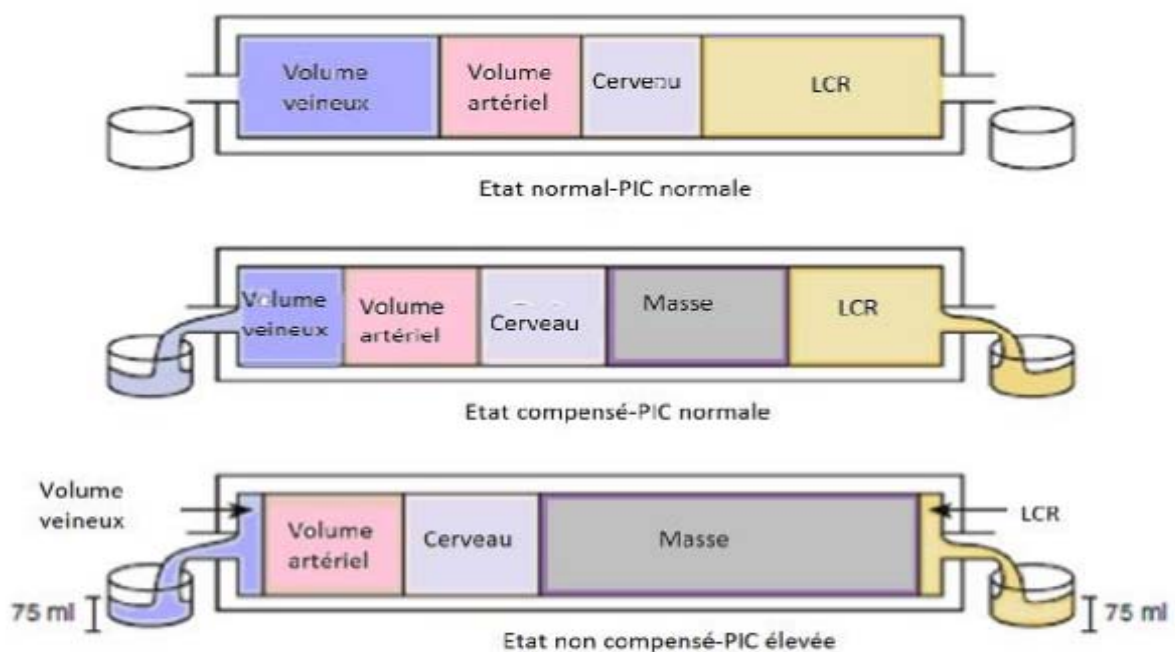 Volume
veineux
Volume
artériel
Cerveau
LCR
Etat normal-PIC normale
Volume
veineux
Volume
artériel
Cerveau
Masse
LCR
Etat compensé-PIC normale
Volume
veineux
Volume
artériel
Cerveau
Masse
LCR
75 ml
75 ml
Etat non compensé-PIC élevée